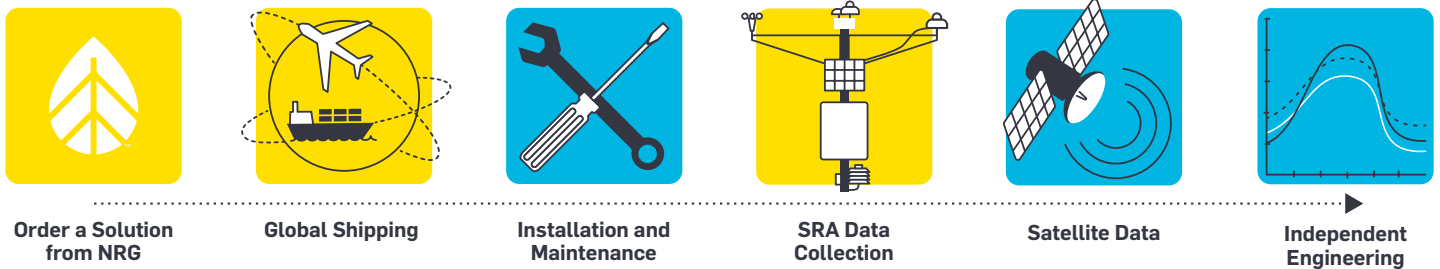 Order a Solution
from NRG
Global Shipping
Installation and
Maintenance
SRA Data
Collection
Satellite Data
Independent
Engineering